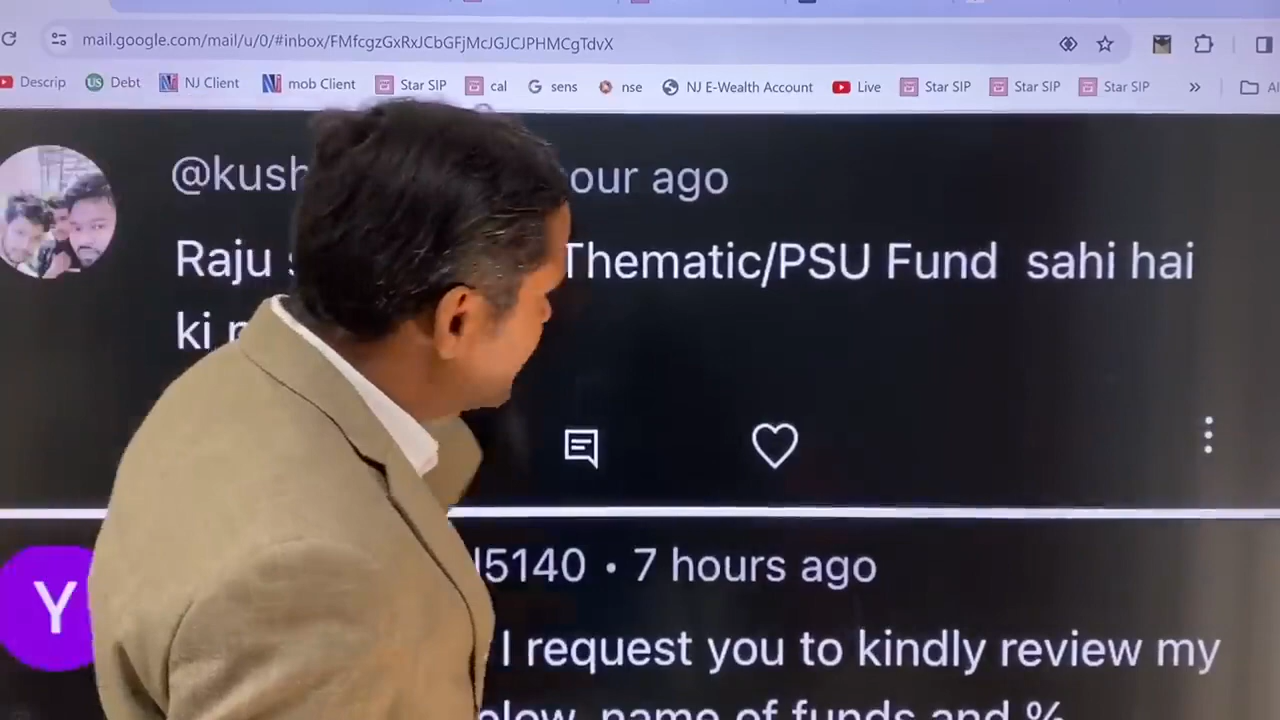 mail.google.com/mail/u/0/#inbox/FMfcgzGxRxJCbGFjMcJGJCJPHMCgTdvX
Descrip Debt NJ Client mob Client Star SIP cal sens nse NJ E-Wealth Account Live Star SIP Star SIP Star SIP »
@kush our ago
Raju Thematic/PSU Fund sahi hai
ki
5140 • 7 hours ago
Y
I request you to kindly review my
name of funds and %